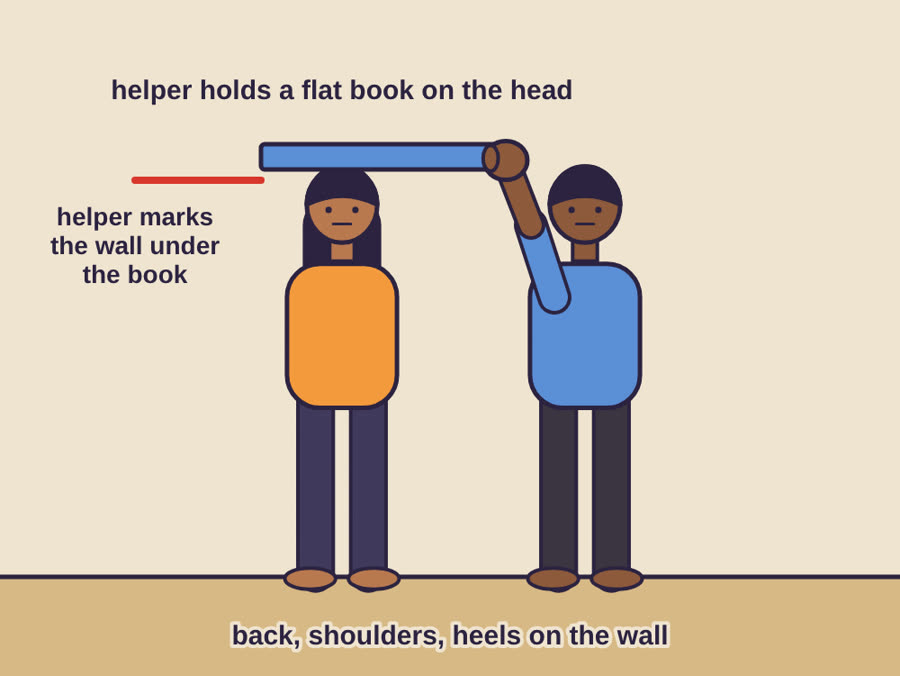 helper holds a flat book on the head
helper marks
the wall under
the book
back, shoulders, heels on the wall